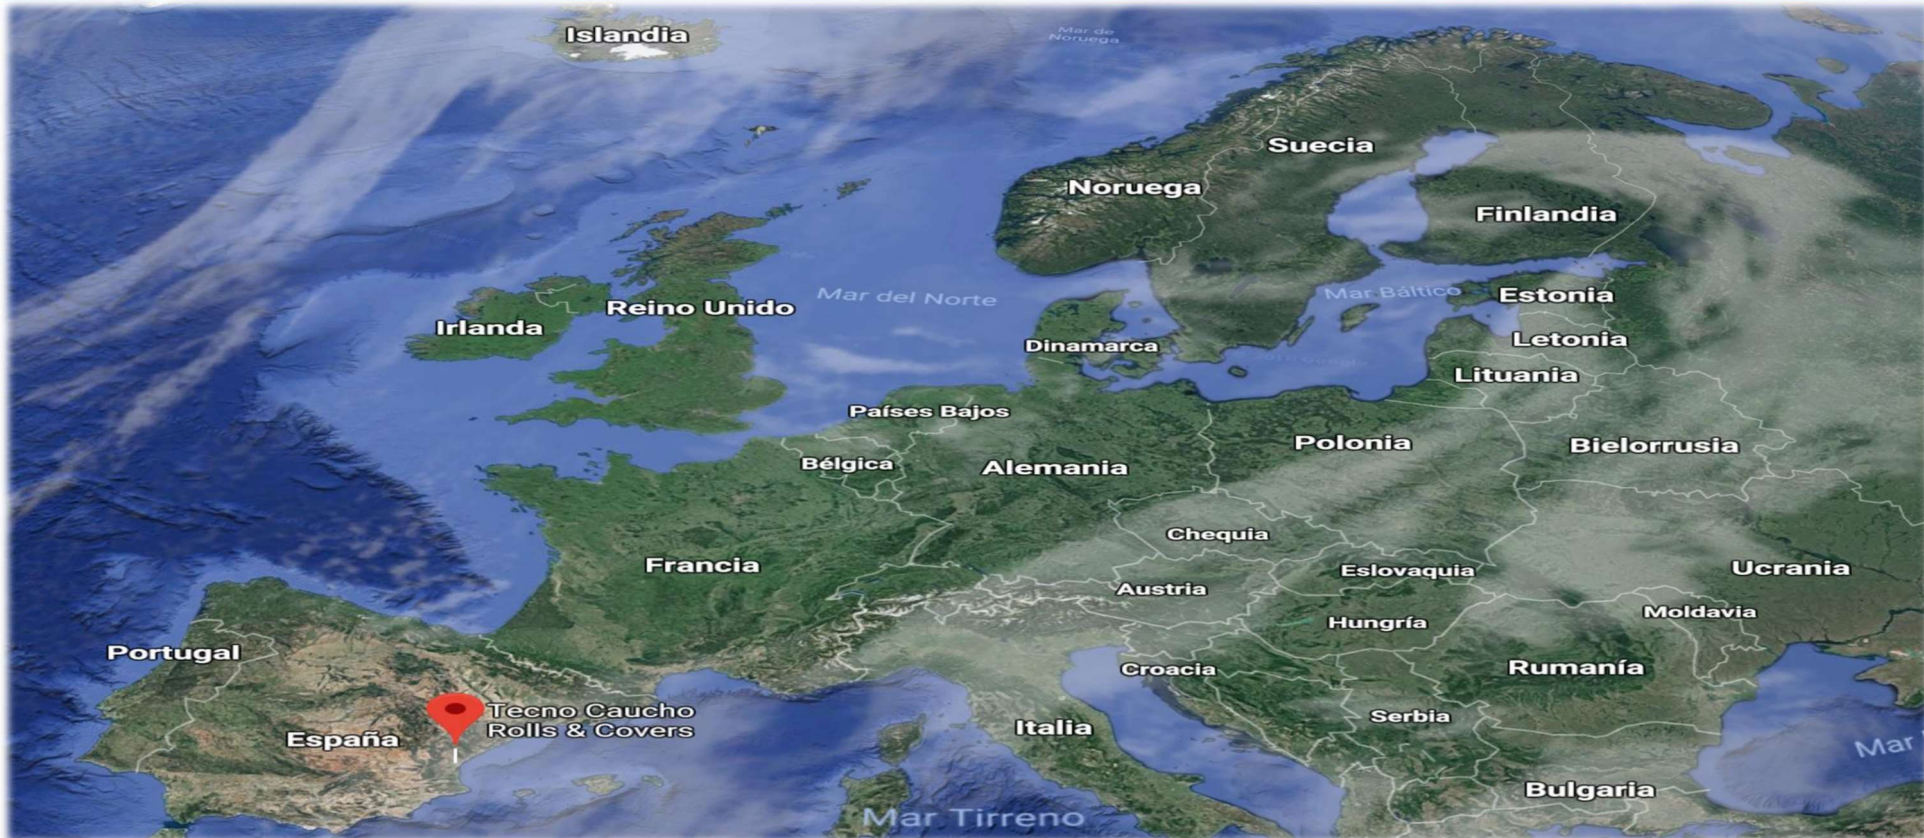 Islandia
Mar de
Noruega
Suecia
Noruega
Finlandia
Mar del Norte
Mar Báltico
Estonia
Reino Unido
Irlanda
Letonia
Dinamarca
Lituania
Países Bajos
Polonia
Bielorrusia
Bélgica
Alemania
Chequia
Francia
Eslovaquia
Ucrania
Austria
Moldavia
Hungría
Portugal
Croacia
Rumanía
Tecno Caucho
Rolls & Covers
España
Serbia
Italia
Mar
Bulgaria
Mar Tirreno